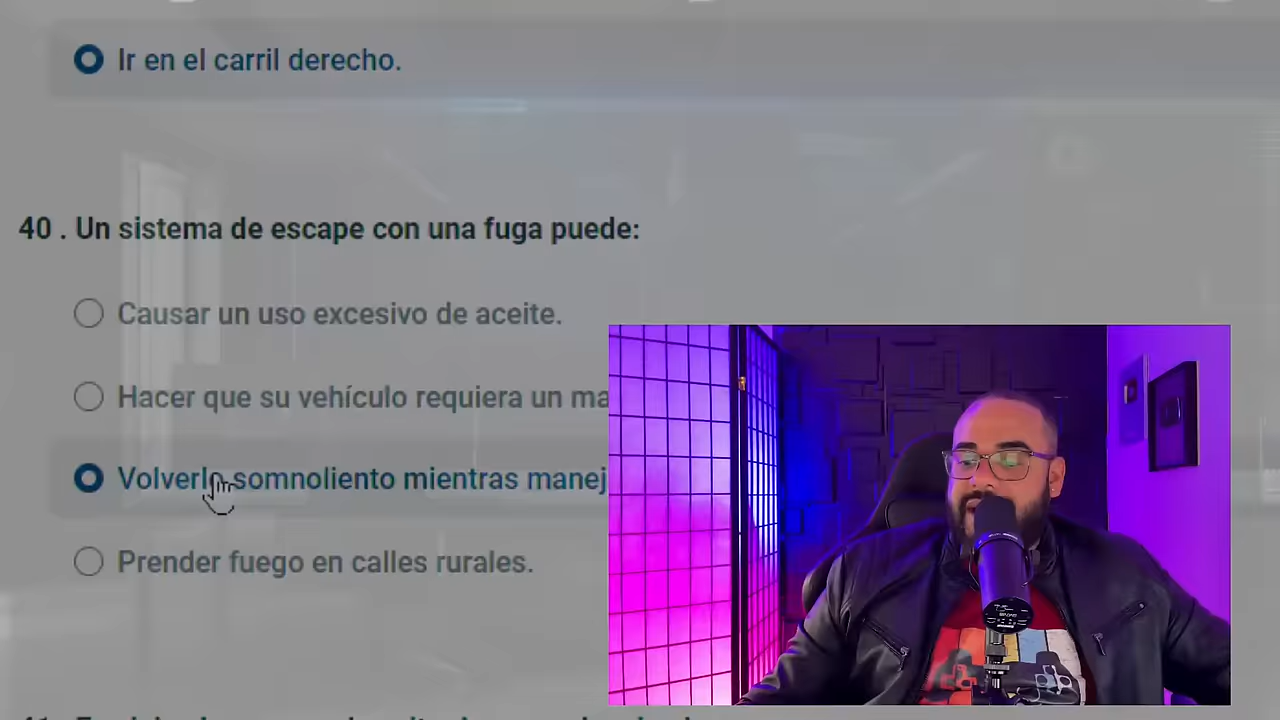 Ir en el carril derecho.
40 . Un sistema de escape con una fuga puede:
Causar un uso excesivo de aceite.
Hacer que su vehículo requiera un ma
Volverlo somnoliento mientras manej
Prender fuego en calles rurales.